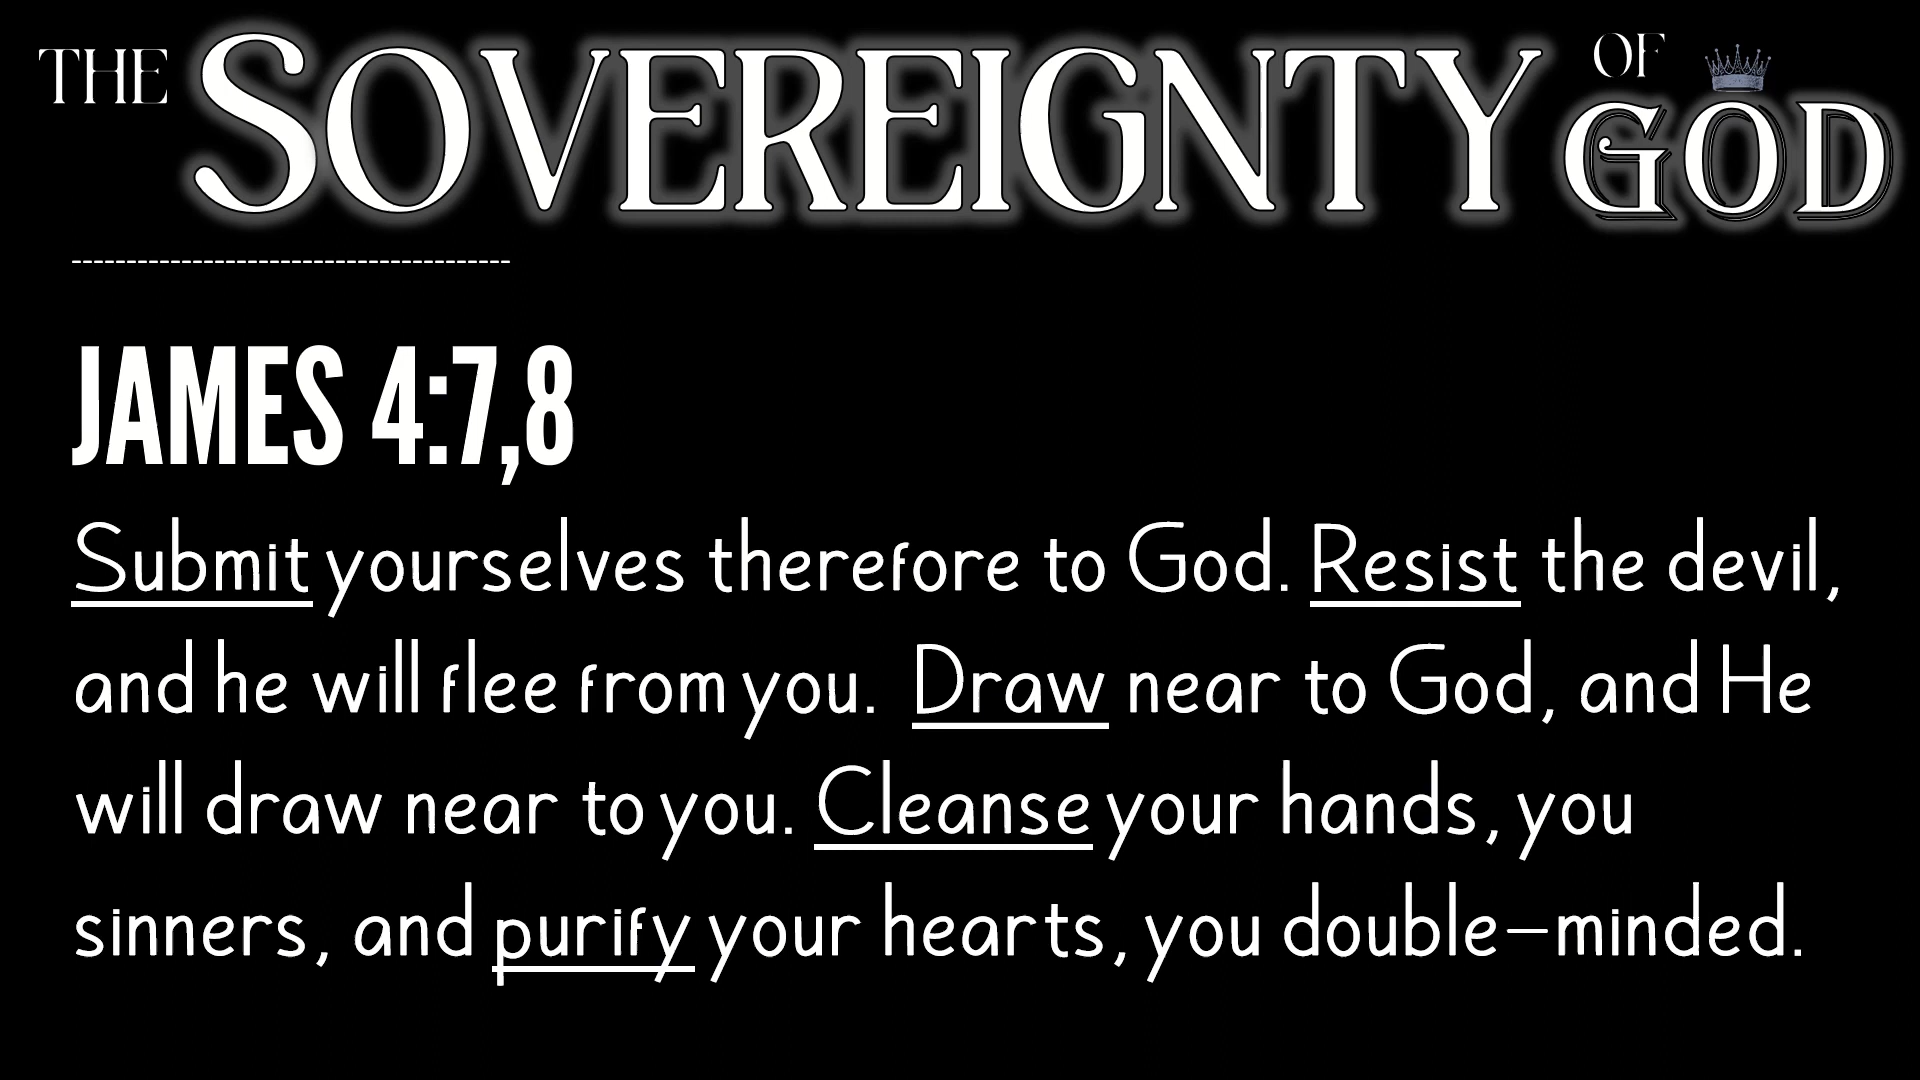 THE SOVEREIGNTY OF GOD
---------------------------------------
JAMES 4:7,8
Submit yourselves therefore to God. Resist the devil,
and he will flee from you. Draw near to God, and He
will draw near to you. Cleanse your hands, you
sinners, and purify your hearts, you double-minded.